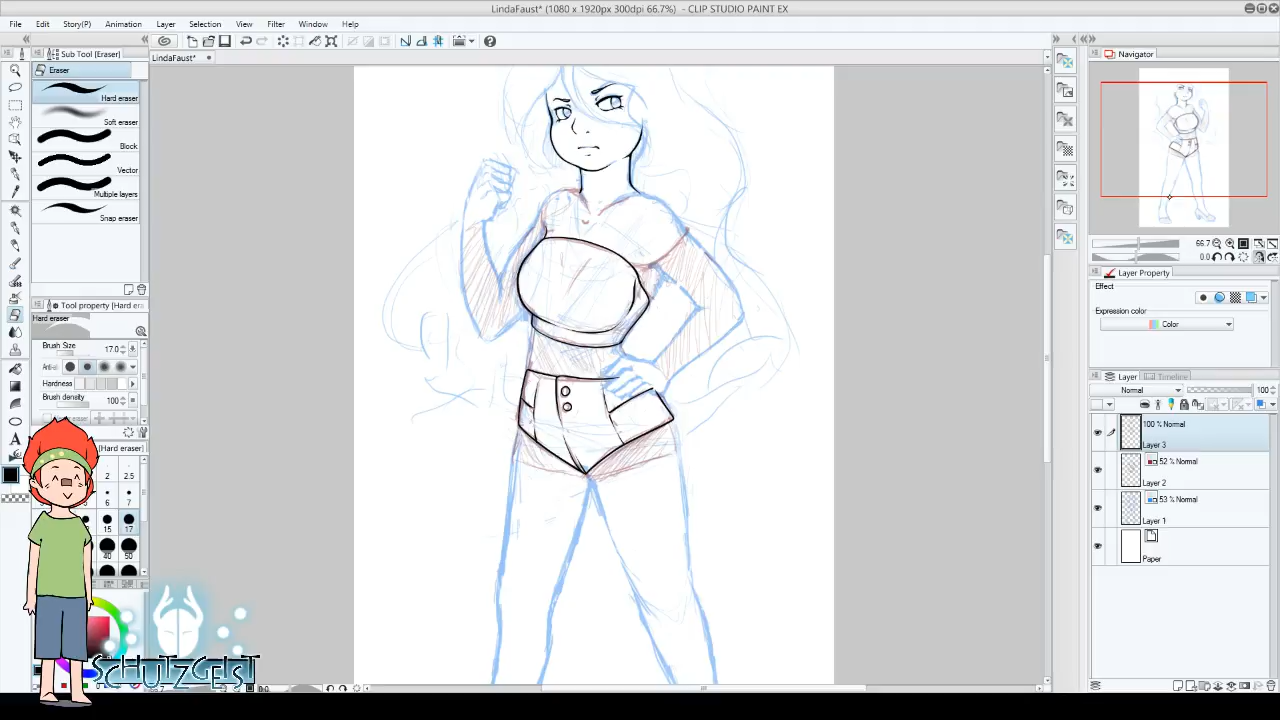 LindaFaust* (1080 x 1920px 300dpi 66.7%) - CLIP STUDIO PAINT EX
File Edit Story(P) Animation Layer Selection View Filter Window Help
Sub Tool [Eraser]
LindaFaust*
Navigator
Eraser
Hard eraser
Soft eraser
Block
Vector
Multiple layers
Snap eraser
66.7
0.0
Layer Property
Effect
Expression color
Color
Tool property [Hard era
Hard eraser
Brush Size 17.0
Hardness
Brush density 100
Layer Timeline
Normal 100
100 % Normal
Layer 3
52 % Normal
Layer 2
53 % Normal
Layer 1
Paper
[Hard eraser]
2 2.5
6 7
15 17
40 50
SCHUTZGEIST